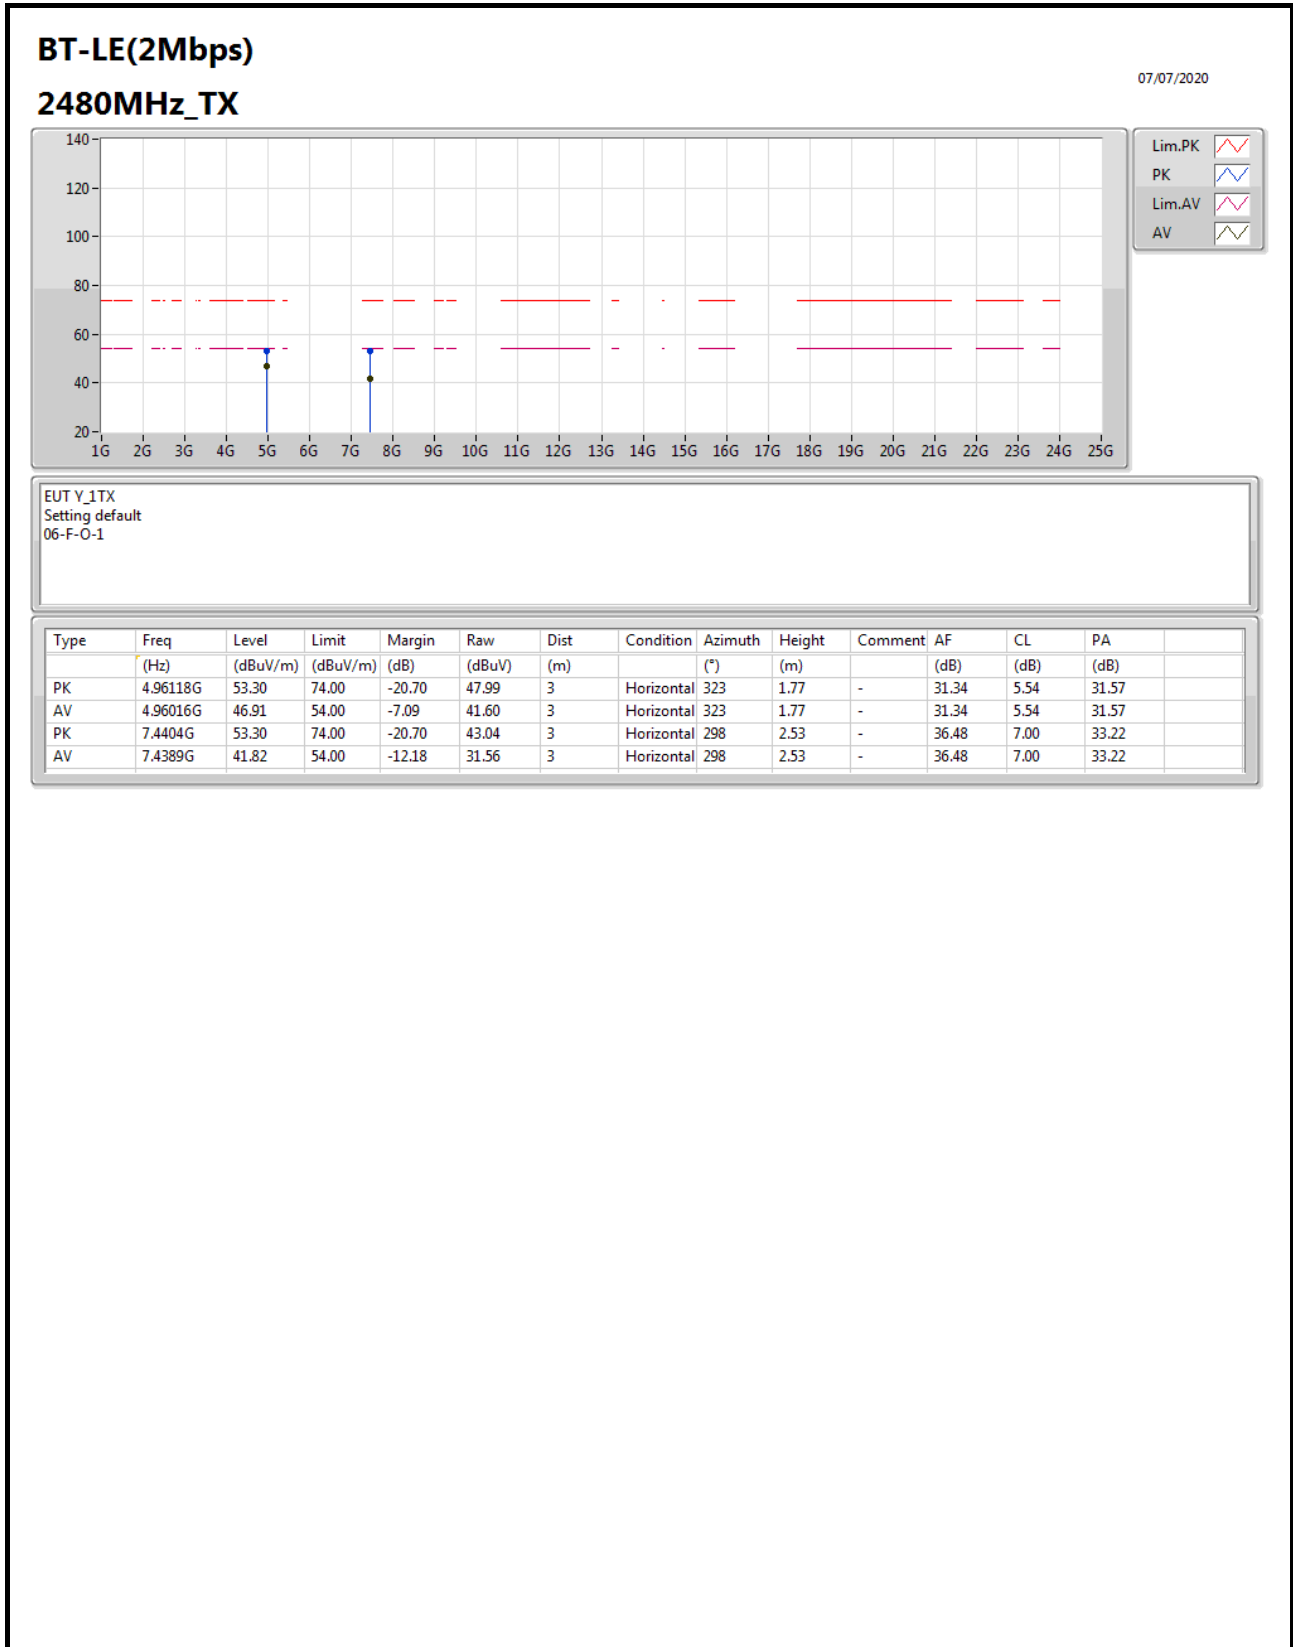 BT-LE(2Mbps)
07/07/2020
2480MHz_TX
140
120
100
80
60
40
20
1G 2G 3G 4G 5G 6G 7G 8G 9G 10G 11G 12G 13G 14G 15G 16G 17G 18G 19G 20G 21G 22G 23G 24G 25G
Lim.PK
PK
Lim.AV
AV
EUT Y_1TX
Setting default
06-F-O-1
Type Freq Level Limit Margin Raw Dist Condition Azimuth Height Comment AF CL PA
(Hz) (dBuV/m) (dBuV/m) (dB) (dBuV) (m) (°) (m) (dB) (dB) (dB)
PK 4.96118G 53.30 74.00 -20.70 47.99 3 Horizontal 323 1.77 - 31.34 5.54 31.57
AV 4.96016G 46.91 54.00 -7.09 41.60 3 Horizontal 323 1.77 - 31.34 5.54 31.57
PK 7.4404G 53.30 74.00 -20.70 43.04 3 Horizontal 298 2.53 - 36.48 7.00 33.22
AV 7.4389G 41.82 54.00 -12.18 31.56 3 Horizontal 298 2.53 - 36.48 7.00 33.22